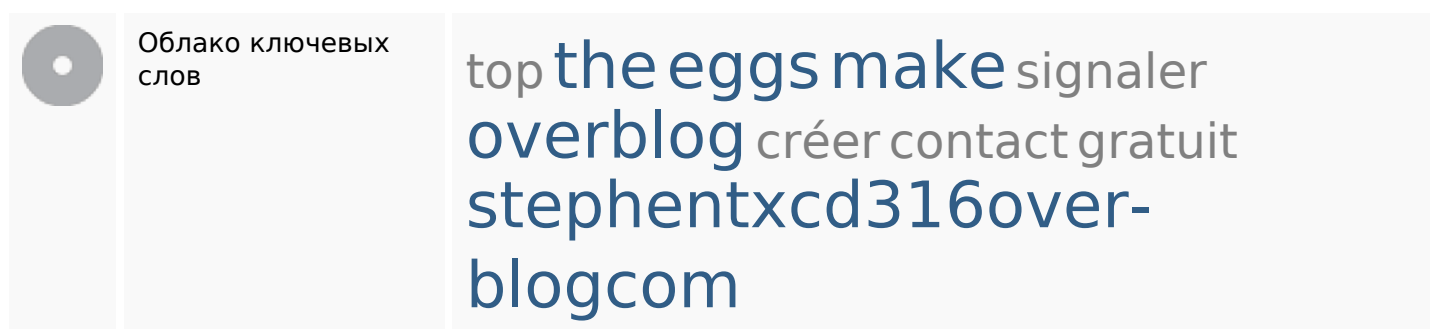 Облако ключевых
слов
top the eggs make signaler
overblog créer contact gratuit
stephentxcd316over-
blogcom